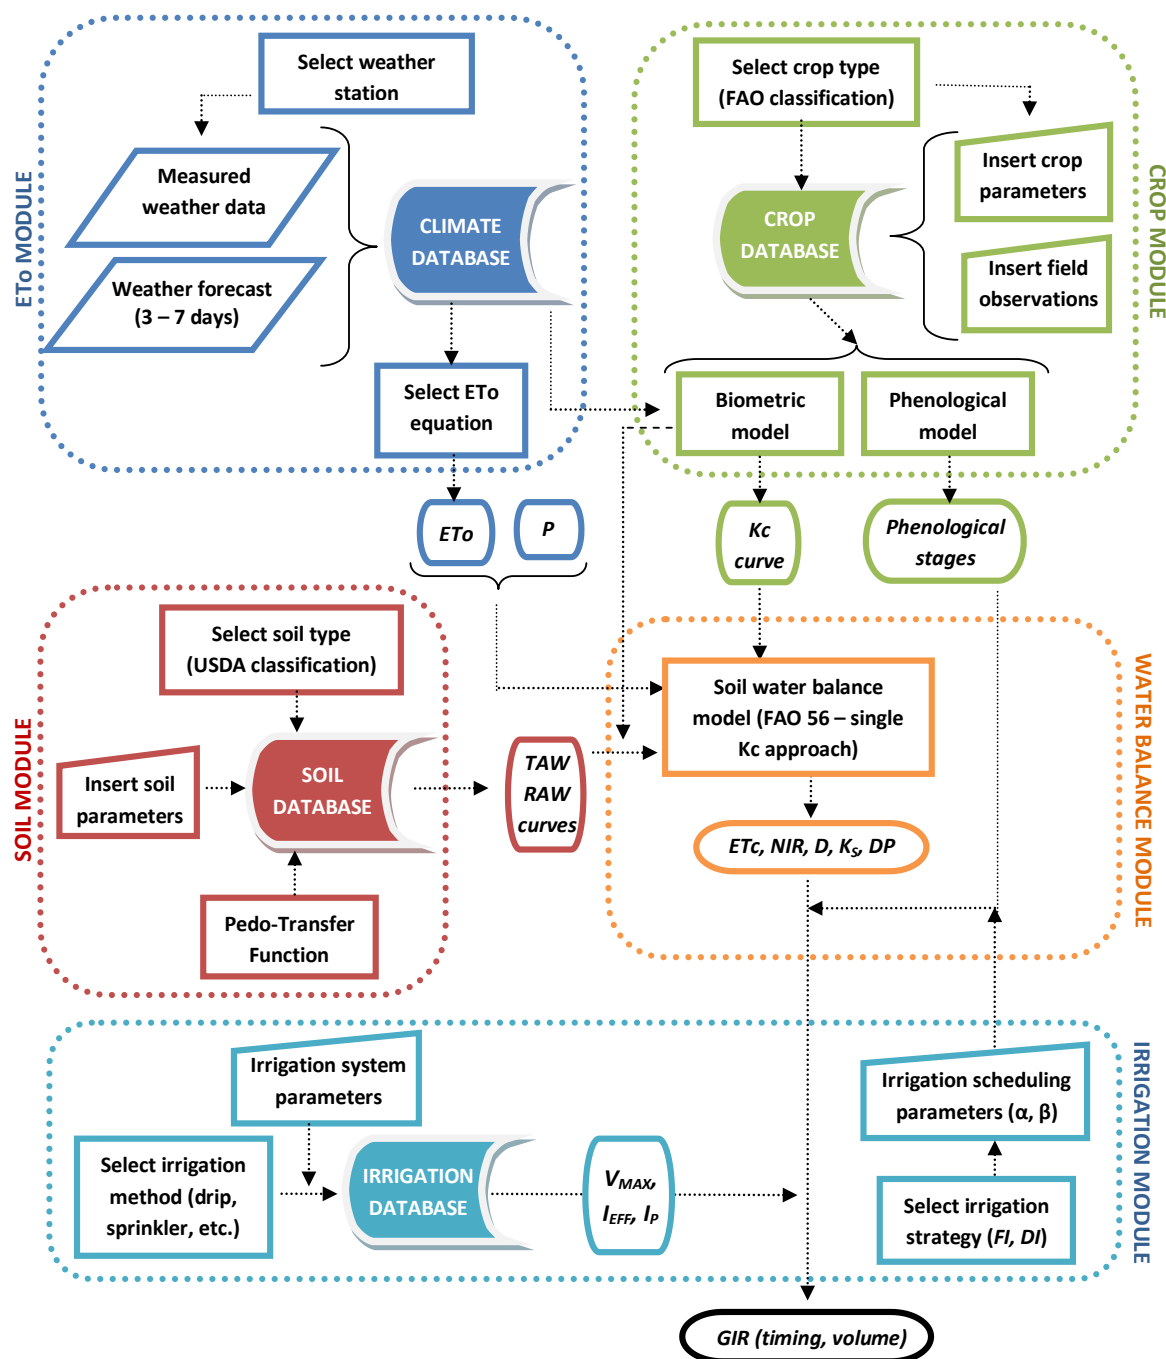 ETo MODULE
Select weather
station
Measured
weather data
Weather forecast
(3 – 7 days)
CLIMATE
DATABASE
Select ETo
equation
ETo
P
CROP MODULE
Select crop type
(FAO classification)
Insert crop
parameters
CROP
DATABASE
Insert field
observations
Biometric
model
Phenological
model
Kc
curve
Phenological
stages
SOIL MODULE
Select soil type
(USDA classification)
Insert soil
parameters
SOIL
DATABASE
Pedo-Transfer
Function
TAW
RAW
curves
WATER BALANCE MODULE
Soil water balance
model (FAO 56 – single
Kc approach)
ETc, NIR, D, KS, DP
IRRIGATION MODULE
Irrigation system
parameters
Select irrigation
method (drip,
sprinkler, etc.)
IRRIGATION
DATABASE
VMAX,
IEFF, IP
Irrigation scheduling
parameters (α, β)
Select irrigation
strategy (FI, DI)
GIR (timing, volume)